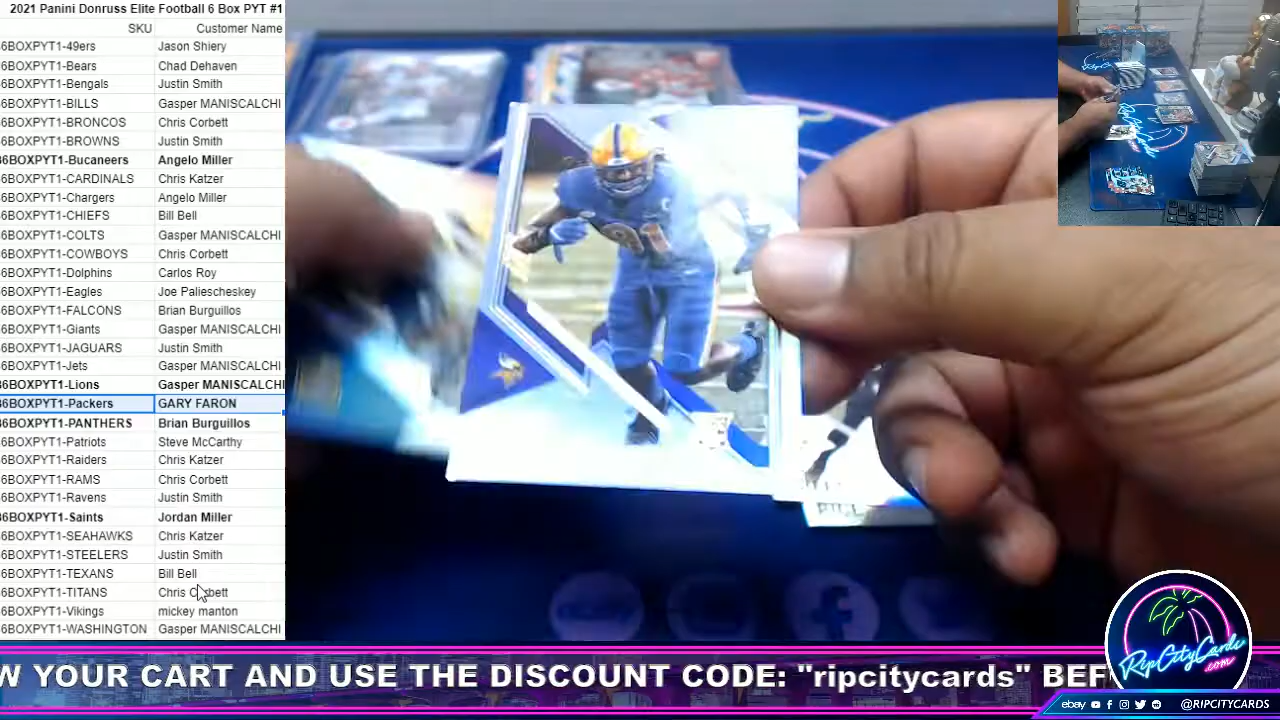 2021 Panini Donruss Elite Football 6 Box PYT #1
SKU Customer Name
6BOXPYT1-49ers Jason Shiery
6BOXPYT1-Bears Chad Dehaven
6BOXPYT1-Bengals Justin Smith
6BOXPYT1-BILLS Gasper MANISCALCHI
6BOXPYT1-BRONCOS Chris Corbett
6BOXPYT1-BROWNS Justin Smith
6BOXPYT1-Bucaneers Angelo Miller
6BOXPYT1-CARDINALS Chris Katzer
6BOXPYT1-Chargers Angelo Miller
6BOXPYT1-CHIEFS Bill Bell
6BOXPYT1-COLTS Gasper MANISCALCHI
6BOXPYT1-COWBOYS Chris Corbett
6BOXPYT1-Dolphins Carlos Roy
6BOXPYT1-Eagles Joe Paliescheskey
6BOXPYT1-FALCONS Brian Burguillos
6BOXPYT1-Giants Gasper MANISCALCHI
6BOXPYT1-JAGUARS Justin Smith
6BOXPYT1-Jets Gasper MANISCALCHI
6BOXPYT1-Lions Gasper MANISCALCHI
6BOXPYT1-Packers GARY FARON
6BOXPYT1-PANTHERS Brian Burguillos
6BOXPYT1-Patriots Steve McCarthy
6BOXPYT1-Raiders Chris Katzer
6BOXPYT1-RAMS Chris Corbett
6BOXPYT1-Ravens Justin Smith
6BOXPYT1-Saints Jordan Miller
6BOXPYT1-SEAHAWKS Chris Katzer
6BOXPYT1-STEELERS Justin Smith
6BOXPYT1-TEXANS Bill Bell
6BOXPYT1-TITANS Chris Corbett
6BOXPYT1-Vikings mickey manton
6BOXPYT1-WASHINGTON Gasper MANISCALCHI
W YOUR CART AND USE THE DISCOUNT CODE: "ripcitycards" BEF
RipCityCards
.com
ebay @RIPCITYCARDS